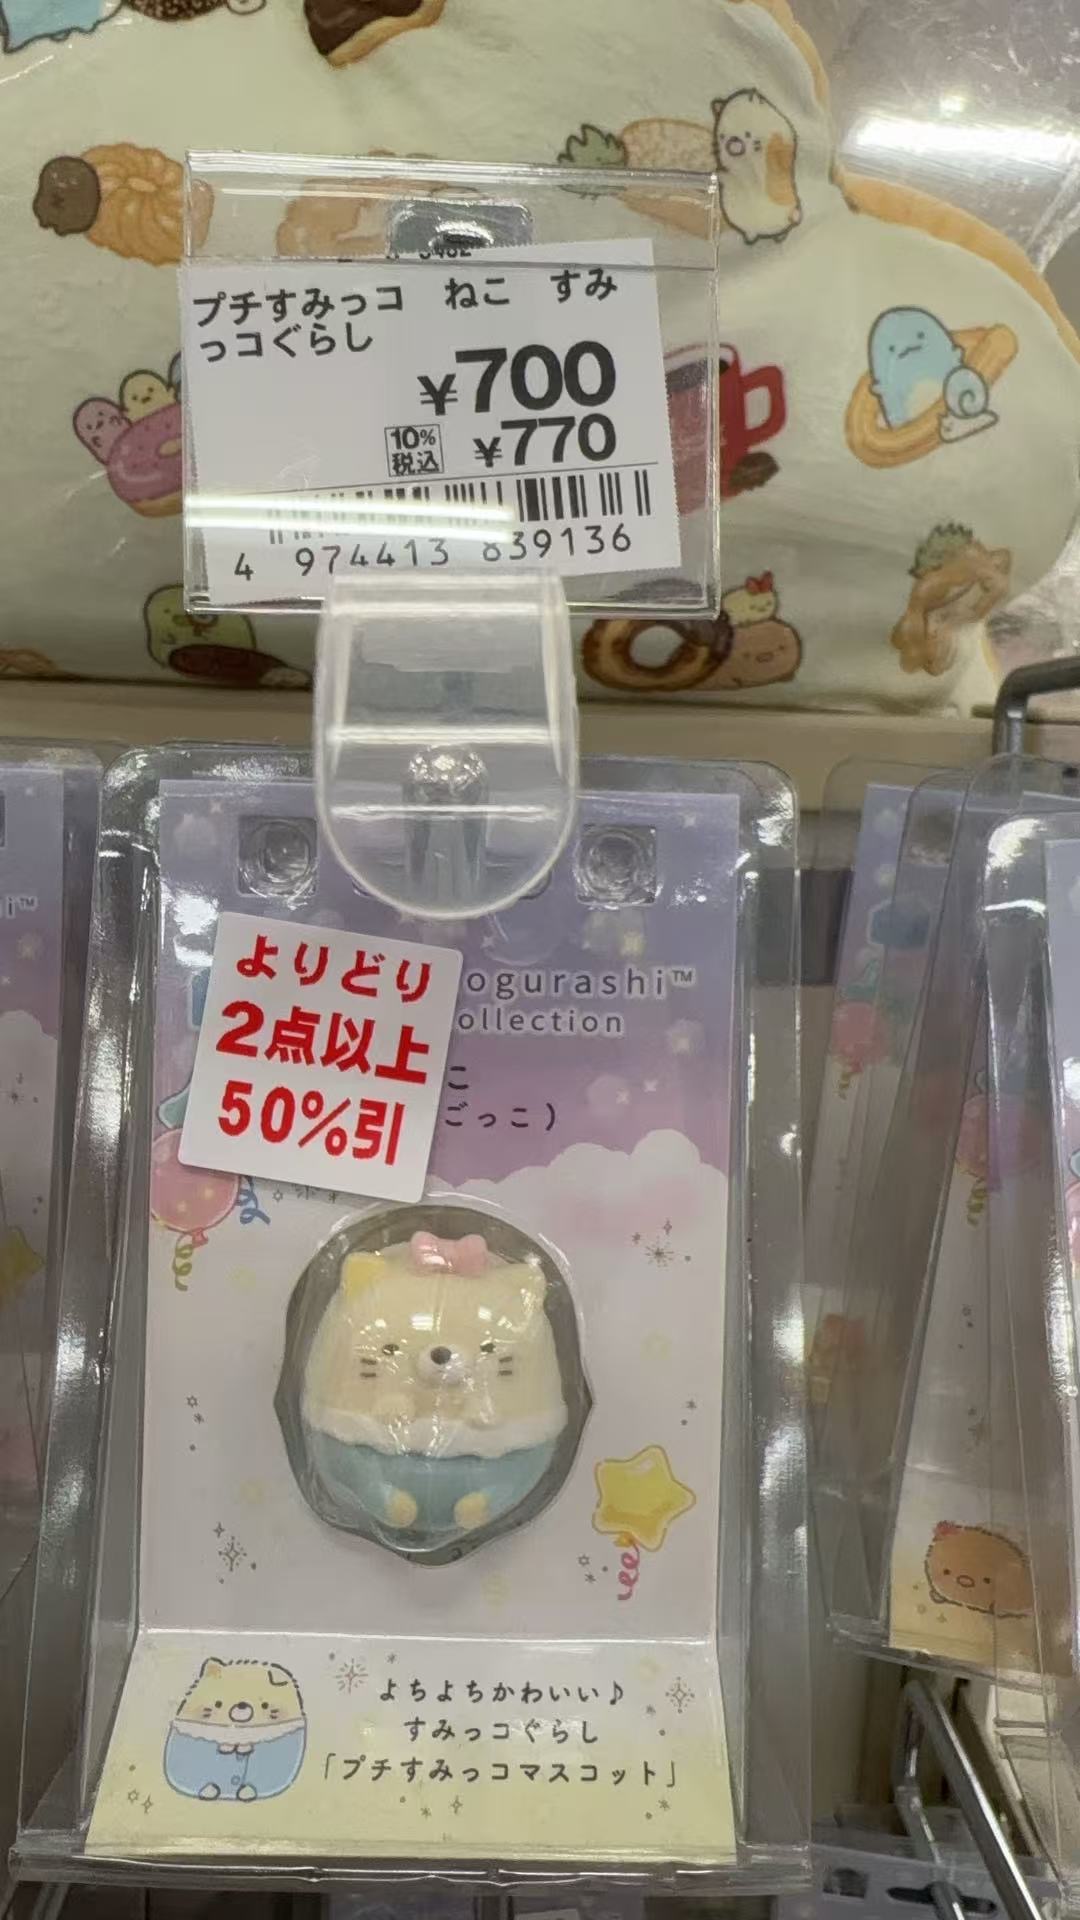 プチすみっコ ねこ すみ
っコぐらし
¥700
10%
税込
¥770
4 974413 839136
よりどり
2点以上
50%引
ogurashi™
ollection
こ
ごっこ)
よちよちかわいい♪
すみっコぐらし
「プチすみっコマスコット」
i™